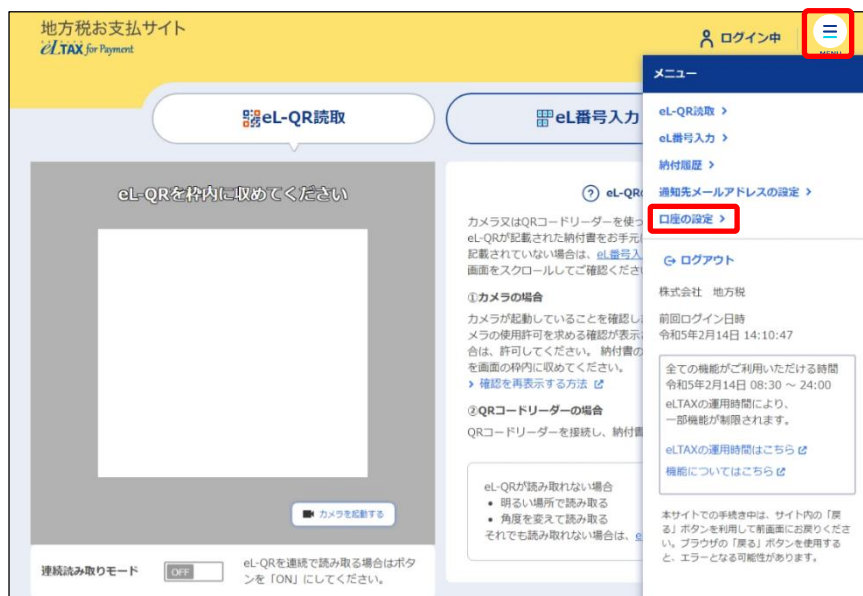 地方税お支払サイト
eLTAX for Payment
ログイン中
MENU
eL-QR読取
eL番号入力
eL-QRを枠内に収めてください
カメラを起動する
連続読み取りモード
OFF
eL-QRを連続で読み取る場合はボタ
ンを「ON」にしてください。
eL-QR
カメラ又はQRコードリーダーを使っ
eL-QRが記載された納付書をお手元
記載されていない場合は、eL番号入
画面をスクロールしてご確認くださ
①カメラの場合
カメラが起動していることを確認し
メラの使用許可を求める確認が表示
合は、許可してください。 納付書の
を画面の枠内に収めてください。
確認を再表示する方法
②QRコードリーダーの場合
QRコードリーダーを接続し、納付書
eL-QRが読み取れない場合
• 明るい場所で読み取る
• 角度を変えて読み取る
それでも読み取れない場合は、e
メニュー
eL-QR読取
eL番号入力
納付履歴
通知先メールアドレスの設定
口座の設定
ログアウト
株式会社 地方税
前回ログイン日時
令和5年2月14日 14:10:47
全ての機能がご利用いただける時間
令和5年2月14日 08:30 ～ 24:00
eLTAXの運用時間により、
一部機能が制限されます。
eLTAXの運用時間はこちら
機能についてはこちら
本サイトでの手続き中は、サイト内の「戻
る」ボタンを利用して前画面にお戻りくださ
い。ブラウザの「戻る」ボタンを使用する
と、エラーとなる可能性があります。